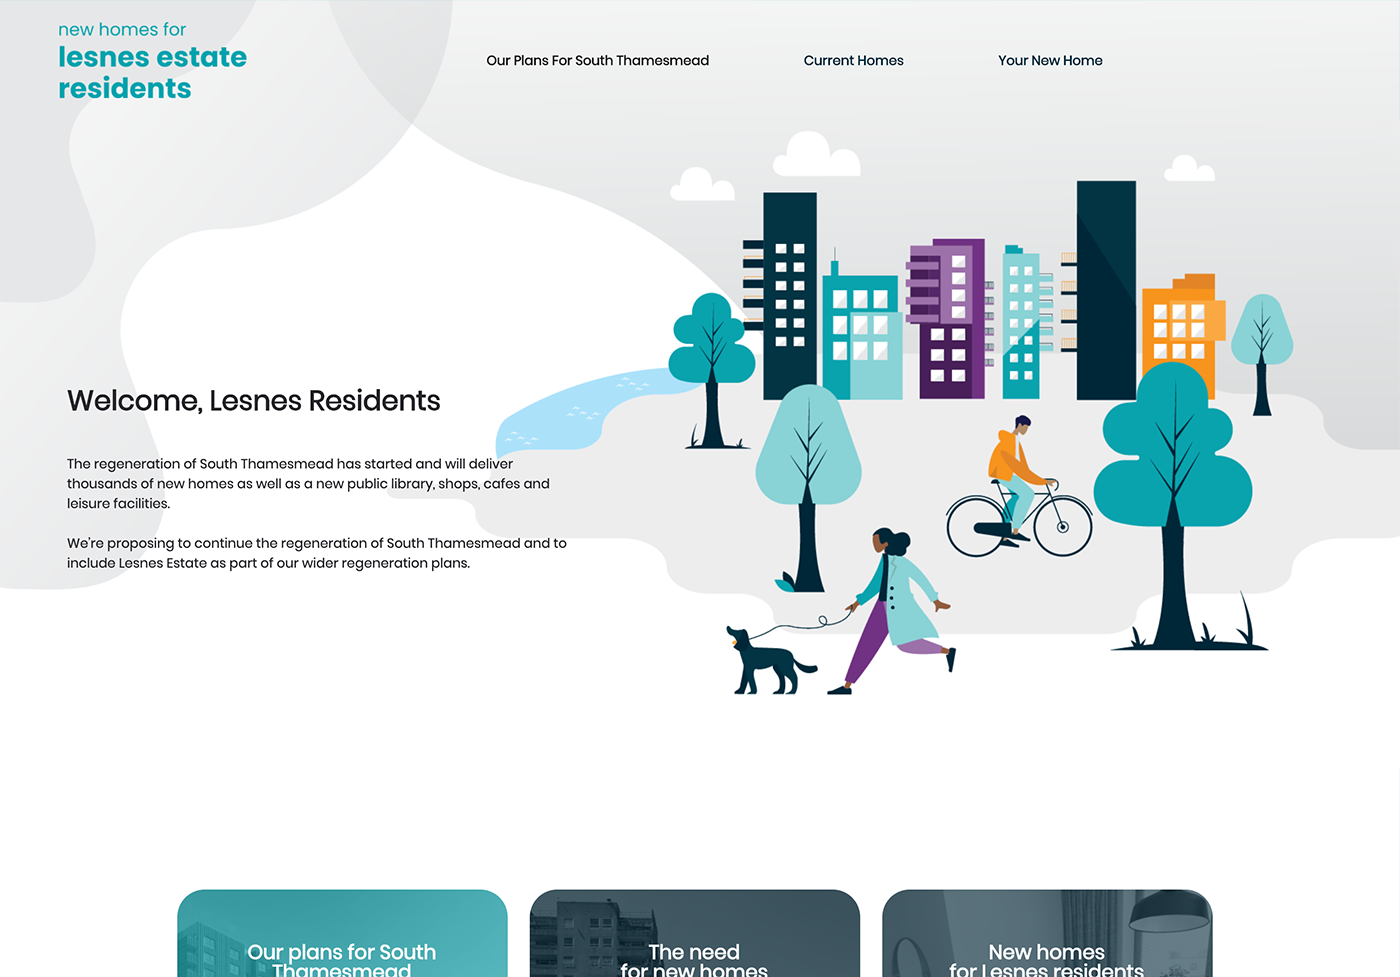 new homes for
lesnes estate
residents
Our Plans For South Thamesmead
Current Homes
Your New Home
Welcome, Lesnes Residents
The regeneration of South Thamesmead has started and will deliver
thousands of new homes as well as a new public library, shops, cafes and
leisure facilities.
We're proposing to continue the regeneration of South Thamesmead and to
include Lesnes Estate as part of our wider regeneration plans.
Our plans for South
Thamesmead
The need
for new homes
New homes
for Lesnes residents